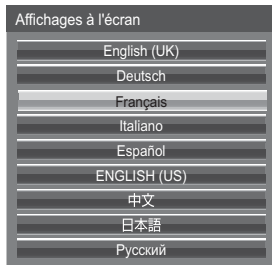 Affichages à l'écran
English (UK)
Deutsch
Français
Italiano
Español
ENGLISH (US)
中文
日本語
Русский